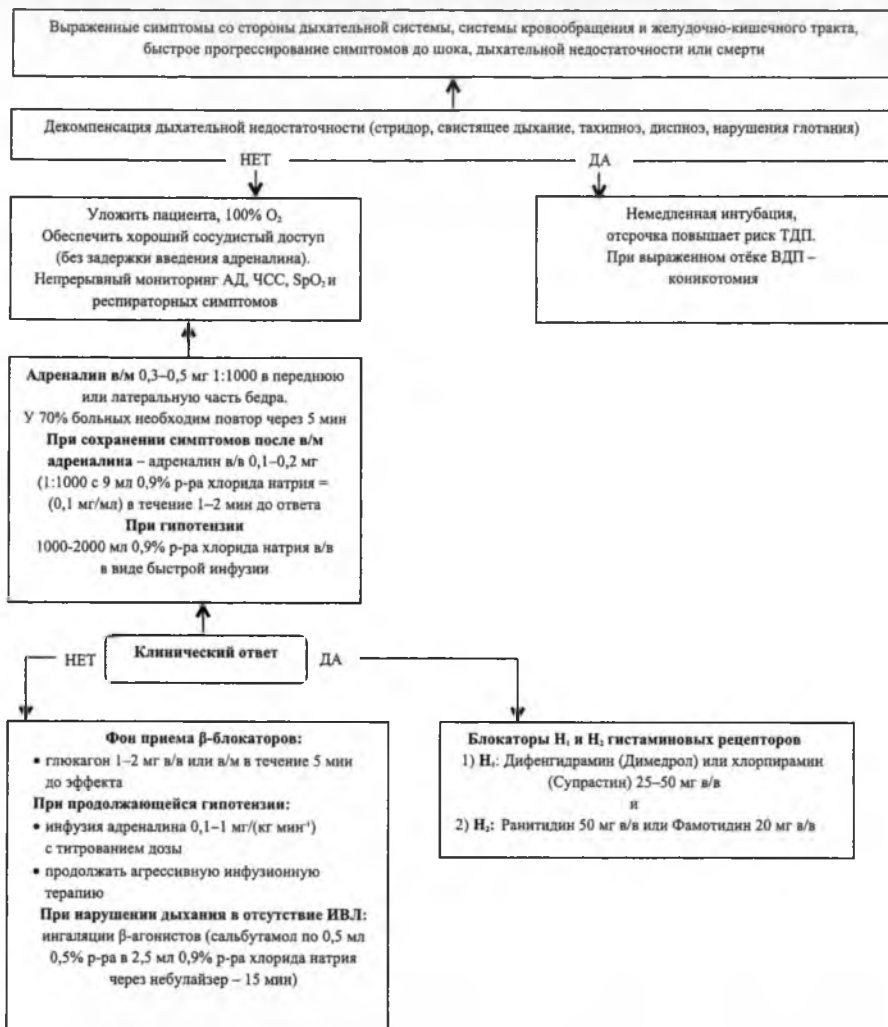 Выраженные симптомы со стороны дыхательной системы, системы кровообращения и желудочно-кишечного тракта,
быстрое прогрессирование симптомов до шока, дыхательной недостаточности или смерти
Декомпенсация дыхательной недостаточности (стридор, свистящее дыхание, тахипноэ, диспноэ, нарушения глотания)
НЕТ
ДА
Уложить пациента, 100% O₂
Обеспечить хороший сосудистый доступ
(без задержки введения адреналина).
Непрерывный мониторинг АД, ЧСС, SpO₂ и
респираторных симптомов
Немедленная интубация,
отсрочка повышает риск ТДП.
При выраженном отёке ВДП –
коникотомия
Адреналин в/м 0,3–0,5 мг 1:1000 в переднюю
или латеральную часть бедра.
У 70% больных необходим повтор через 5 мин
При сохранении симптомов после в/м
адреналина – адреналин в/в 0,1–0,2 мг
(1:1000 с 9 мл 0,9% р-ра хлорида натрия =
(0,1 мг/мл) в течение 1–2 мин до ответа
При гипотензии
1000-2000 мл 0,9% р-ра хлорида натрия в/в
в виде быстрой инфузии
НЕТ
Клинический ответ
ДА
Фон приема β-блокаторов:
• глюкагон 1–2 мг в/в или в/м в течение 5 мин
до эффекта
При продолжающейся гипотензии:
• инфузия адреналина 0,1–1 мг/(кг мин⁻¹)
с титрованием дозы
• продолжать агрессивную инфузионную
терапию
При нарушении дыхания в отсутствие ИВЛ:
ингаляции β-агонистов (сальбутамол по 0,5 мл
0,5% р-ра в 2,5 мл 0,9% р-ра хлорида натрия
через небулайзер – 15 мин)
Блокаторы H₁ и H₂ гистаминовых рецепторов
1) H₁: Дифенгидрамин (Димедрол) или хлорпирамин
(Супрастин) 25–50 мг в/в
и
2) H₂: Ранитидин 50 мг в/в или Фамотидин 20 мг в/в